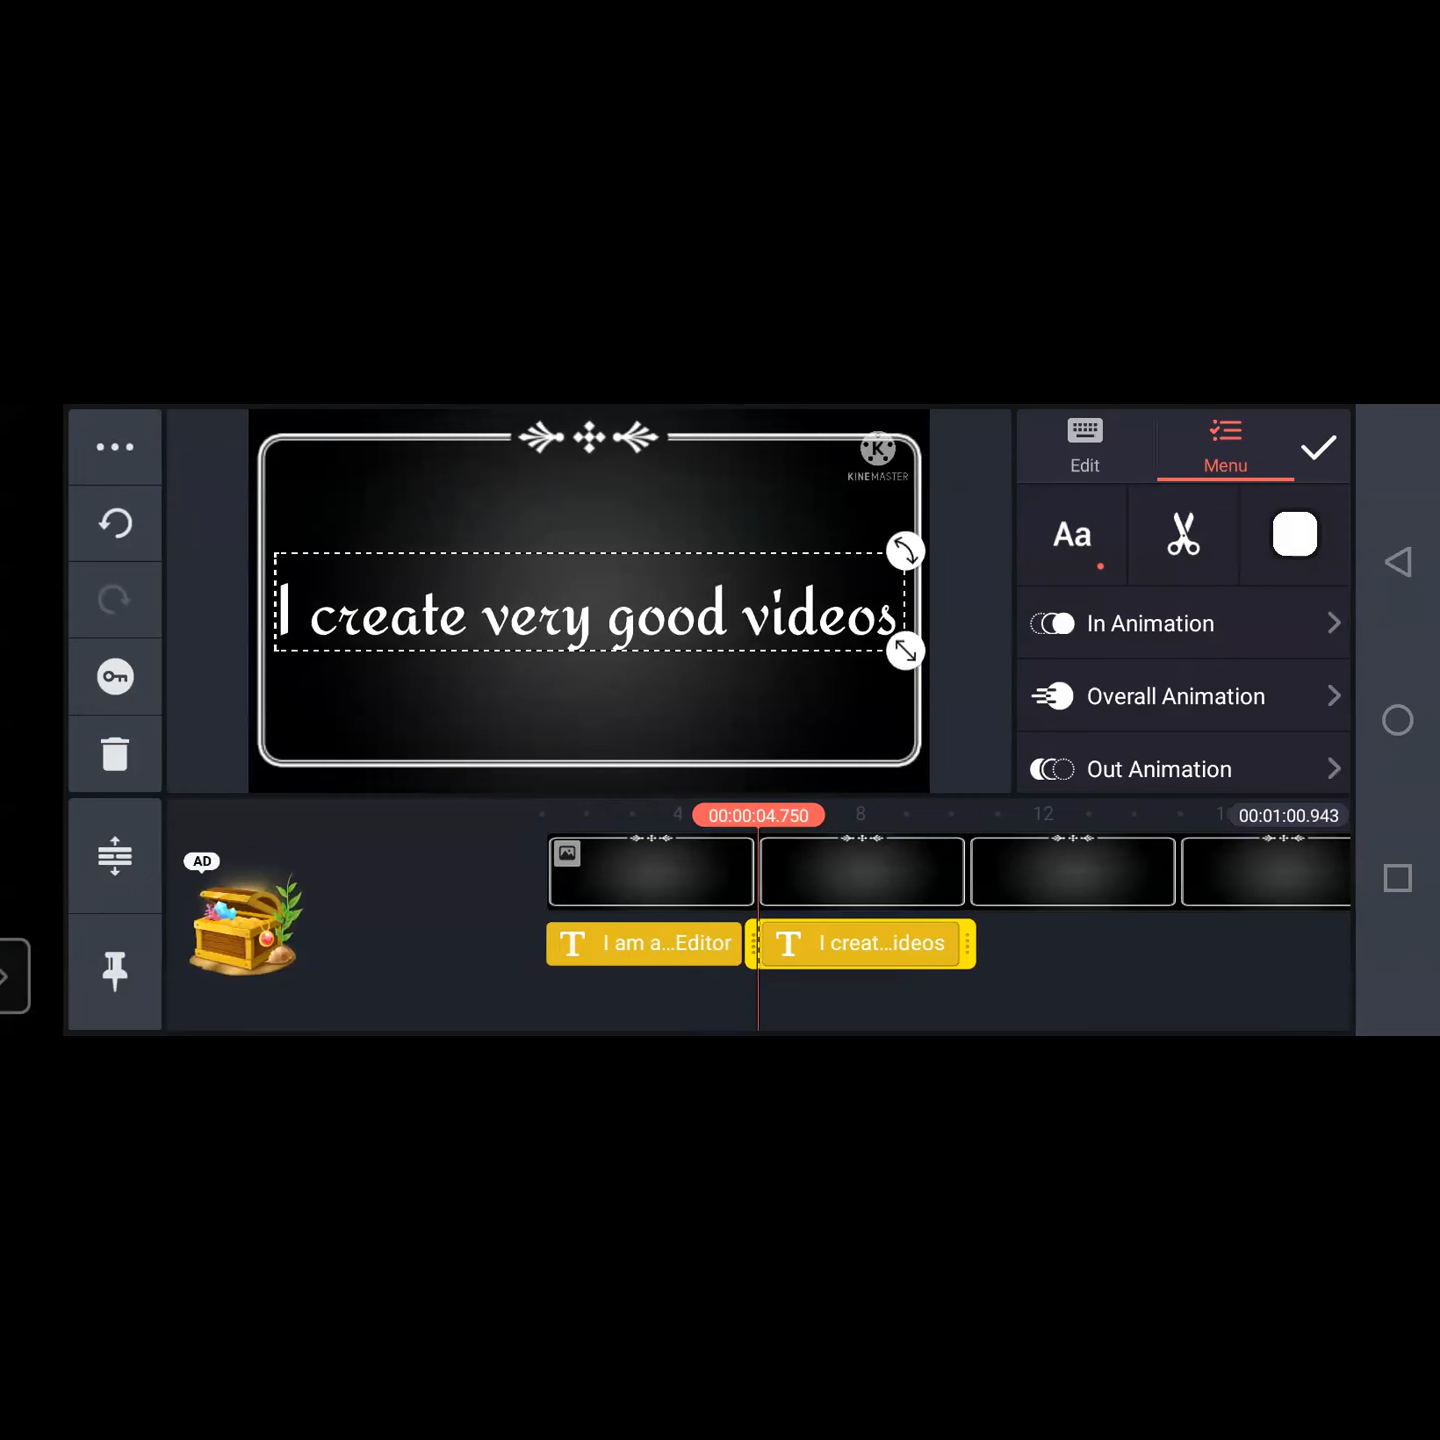 Edit
Menu
KINEMASTER
Aa
I create very good videos
In Animation
Overall Animation
Out Animation
4
00:00:04.750
8
12
00:01:00.943
AD
T I am a...Editor
T I creat...ideos